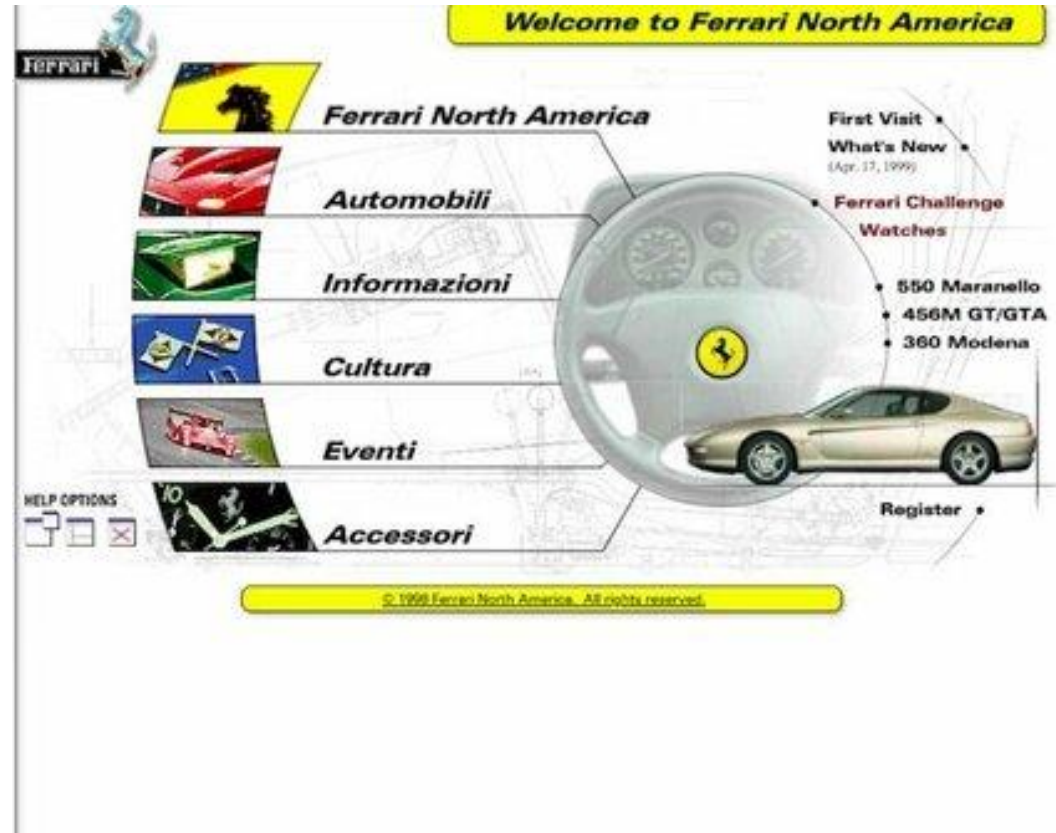 Welcome to Ferrari North America
Ferrari
Ferrari North America
Automobili
Informazioni
Cultura
Eventi
Accessori
First Visit
What's New
(Apr. 17, 1999)
Ferrari Challenge
Watches
550 Maranello
456M GT/GTA
360 Modena
Register
HELP OPTIONS
10
© 1998 Ferrari North America. All rights reserved.